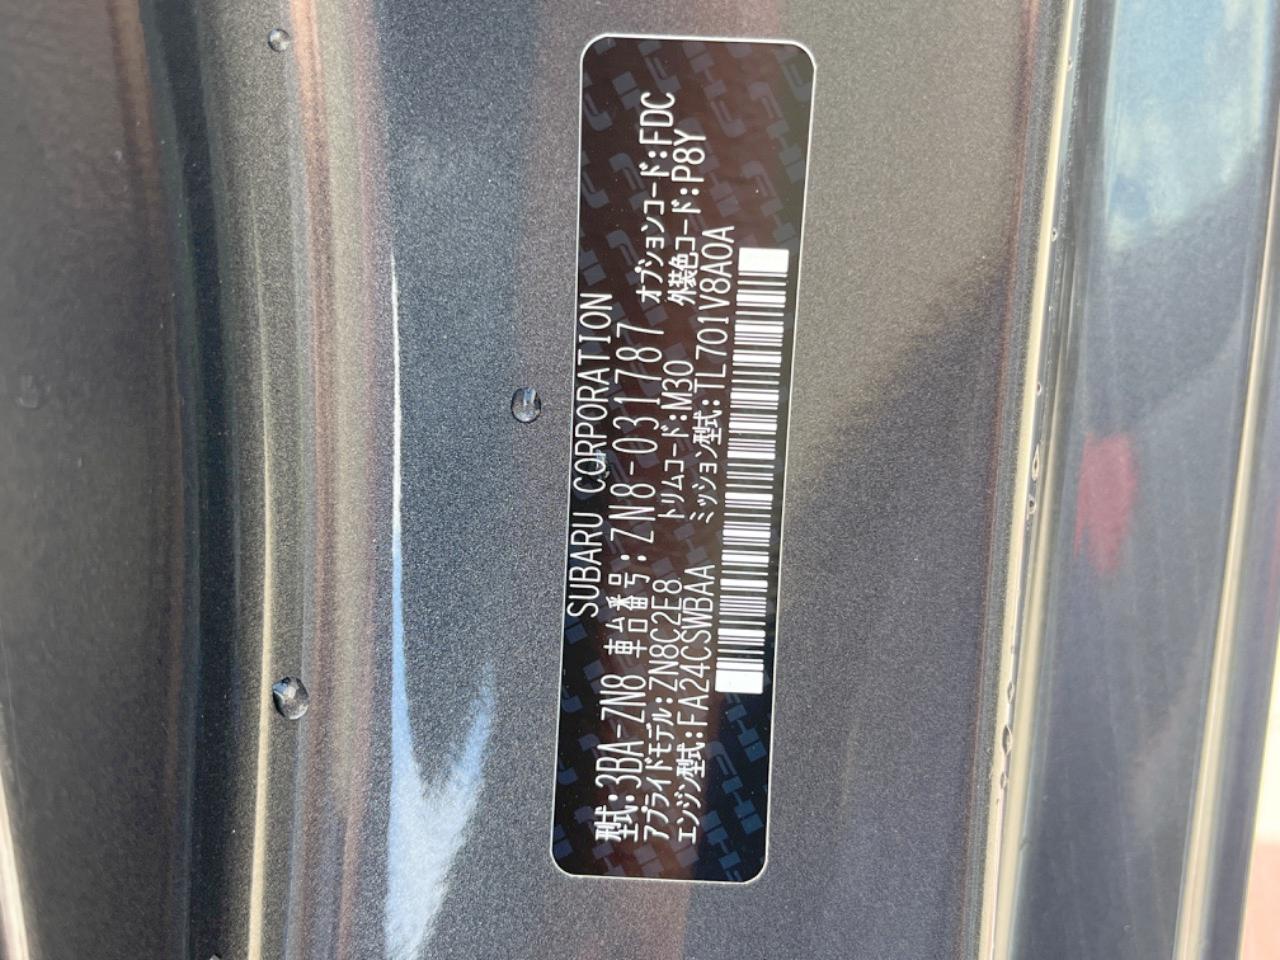 SUBARU CORPORATION
型式:3BA-ZN8 車台番号:ZN8-031787
アプライドモデル:ZN8C2E8 トリムコード:M30 オプションコード:FDC
エンジン型式:FA24CSWBAA ミッション型式:TL701V8A0A 外装色コード:P8Y